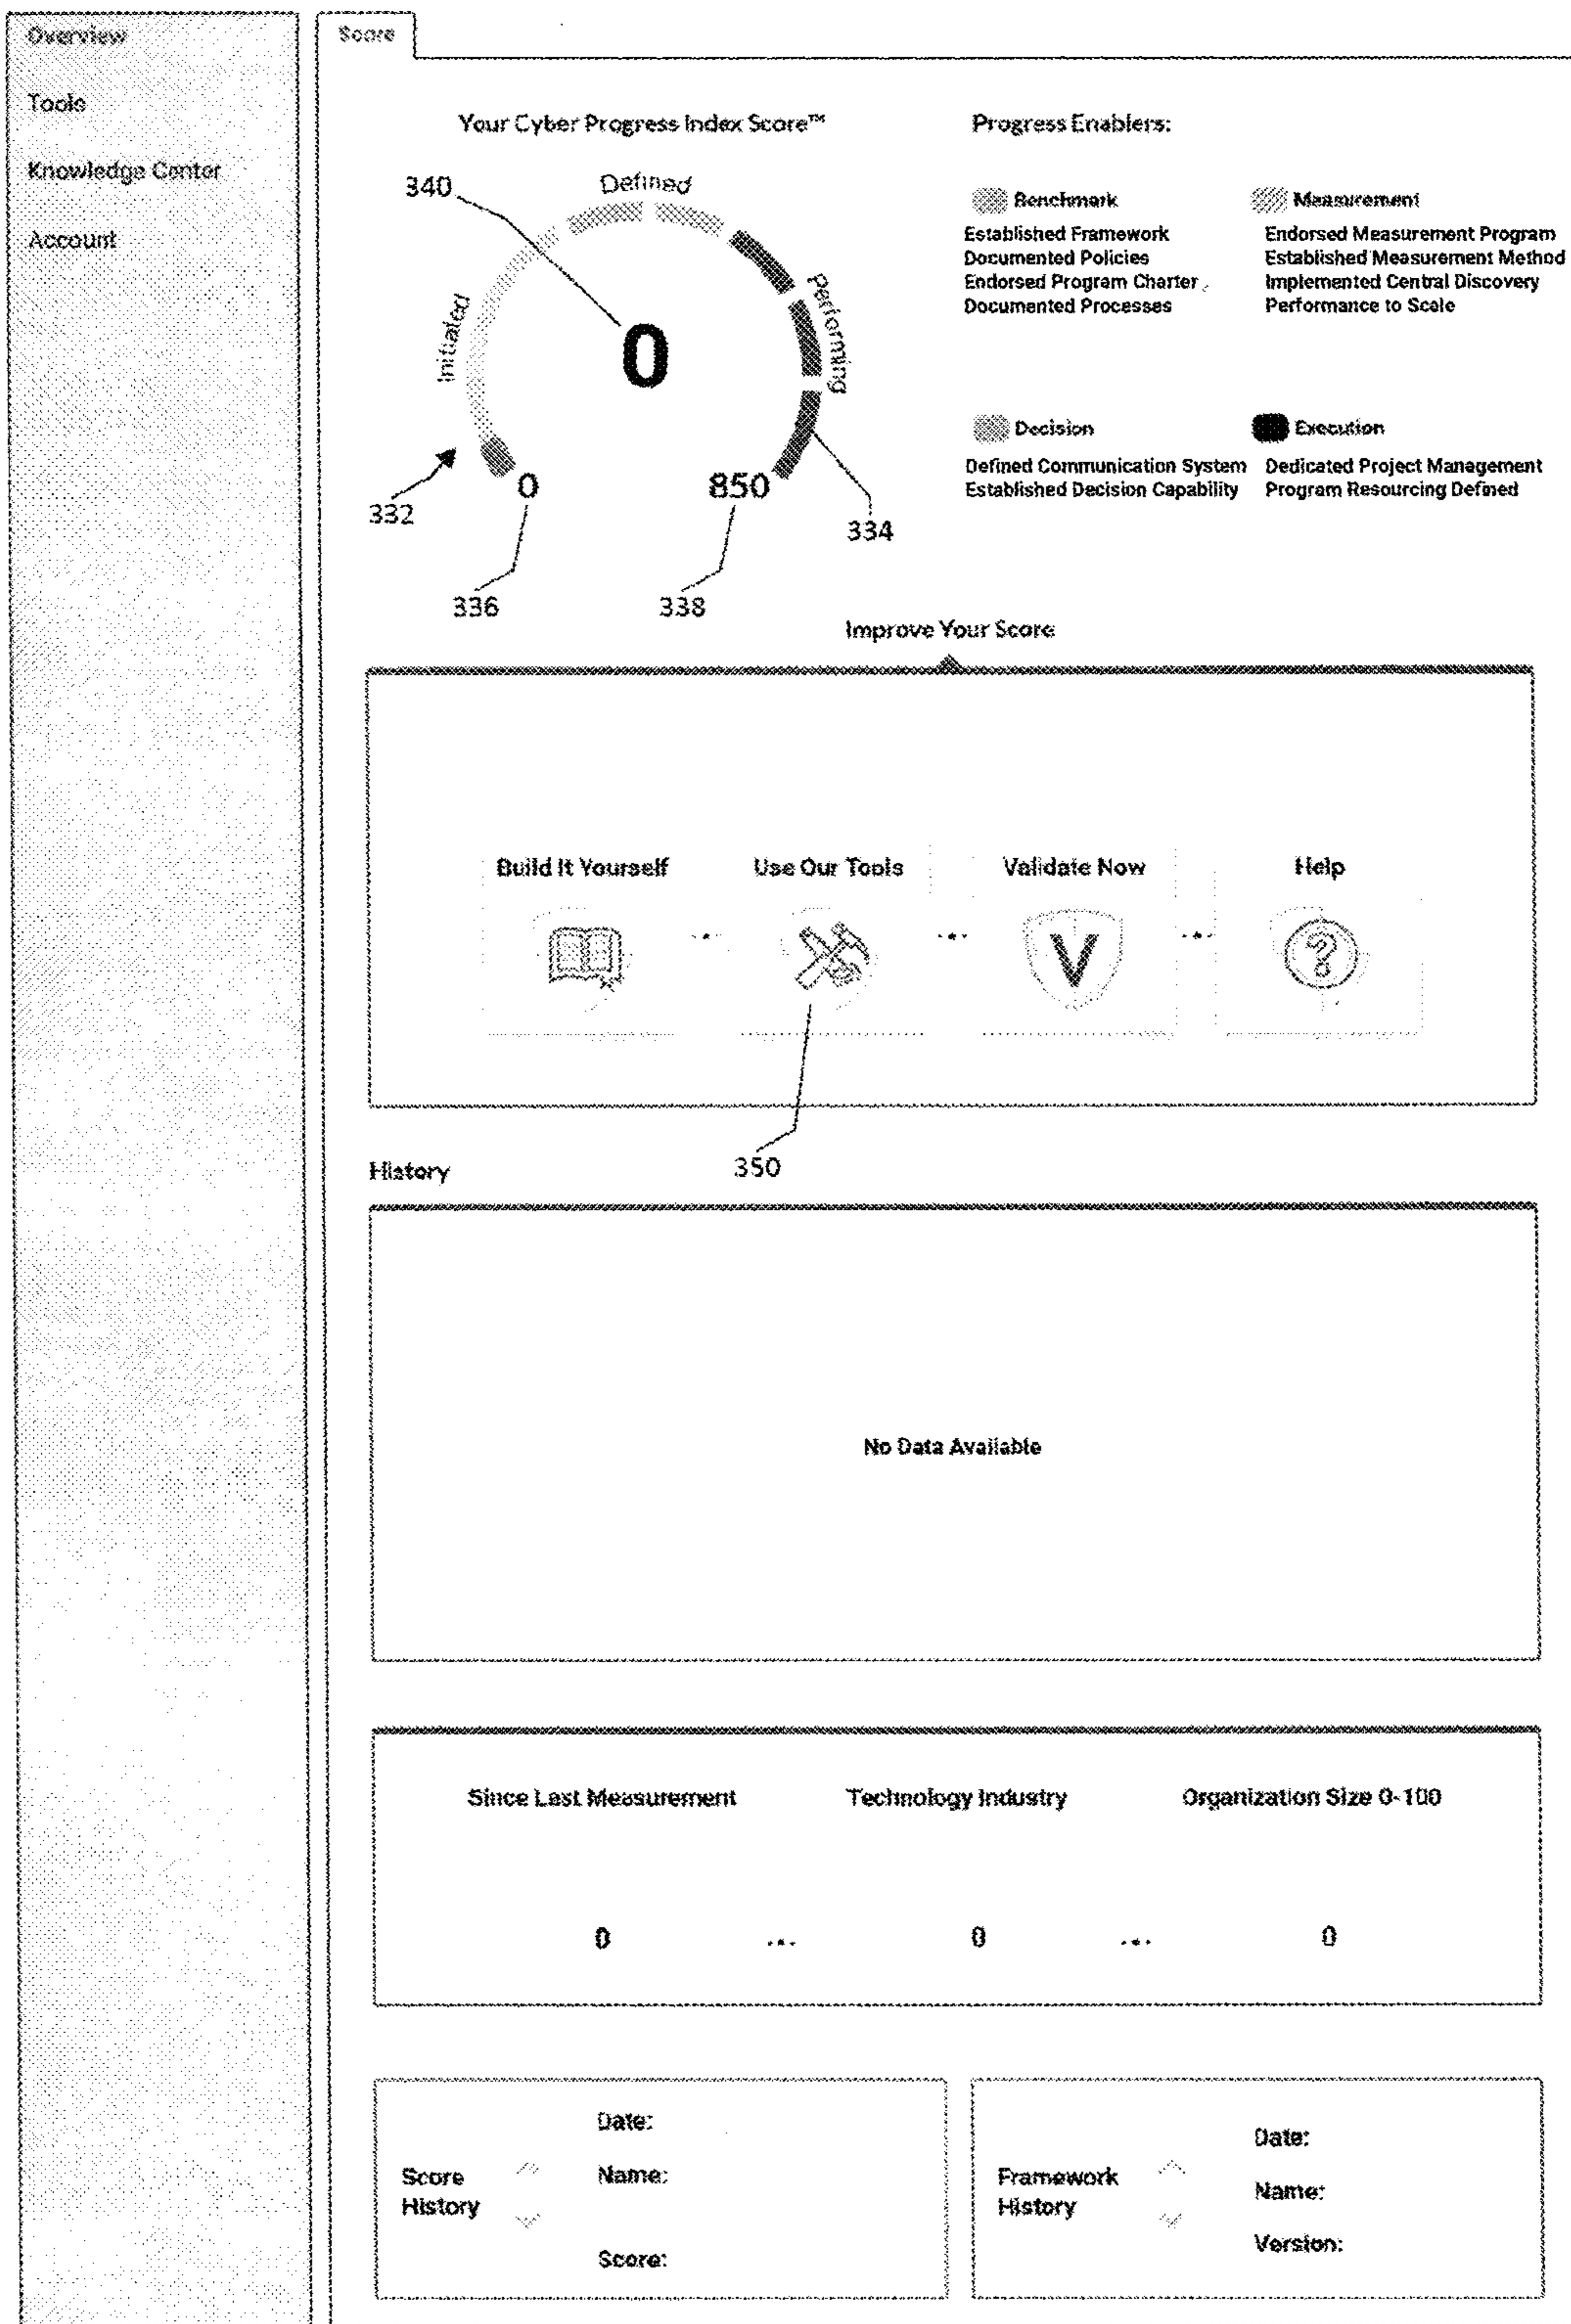 Overview
Tools
Knowledge Center
Account
Score
Your Cyber Progress Index Score™
340
Initiated
Defined
Performing
0
0
850
332
334
336
338
Progress Enablers:
Benchmark
Established Framework
Documented Policies
Endorsed Program Charter
Documented Processes
Measurement
Endorsed Measurement Program
Established Measurement Method
Implemented Central Discovery
Performance to Scale
Decision
Defined Communication System
Established Decision Capability
Execution
Dedicated Project Management
Program Resourcing Defined
Improve Your Score
Build It Yourself
Use Our Tools
Validate Now
Help
V
?
350
History
No Data Available
Since Last Measurement
Technology Industry
Organization Size 0-100
0
0
0
Score
History
Date:
Name:
Score:
Framework
History
Date:
Name:
Version: